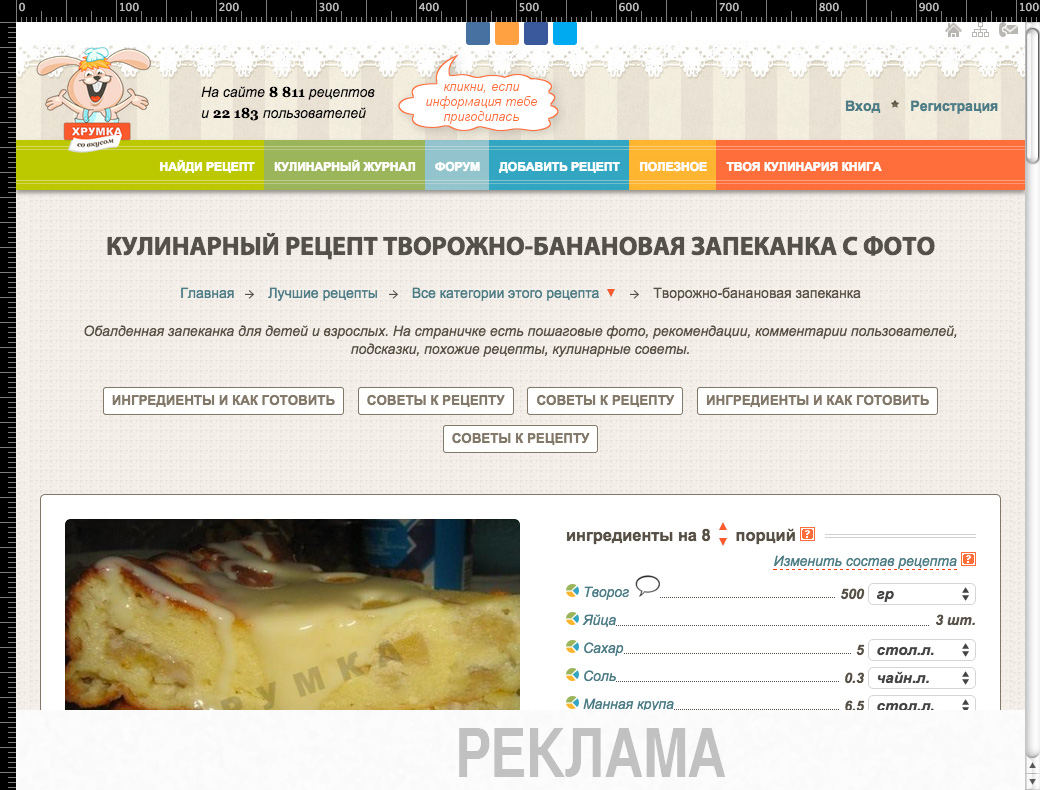 0 100 200 300 400 500 600 700 800 900 1000
На сайте 8 811 рецептов
и 22 183 пользователей
кликни, если
информация тебе
пригодилась
Вход * Регистрация
ХРУМКА
со вкусом
НАЙДИ РЕЦЕПТ КУЛИНАРНЫЙ ЖУРНАЛ ФОРУМ ДОБАВИТЬ РЕЦЕПТ ПОЛЕЗНОЕ ТВОЯ КУЛИНАРИЯ КНИГА
КУЛИНАРНЫЙ РЕЦЕПТ ТВОРОЖНО-БАНАНОВАЯ ЗАПЕКАНКА С ФОТО
Главная → Лучшие рецепты → Все категории этого рецепта ▼ → Творожно-банановая запеканка
Обалденная запеканка для детей и взрослых. На страничке есть пошаговые фото, рекомендации, комментарии пользователей,
подсказки, похожие рецепты, кулинарные советы.
ИНГРЕДИЕНТЫ И КАК ГОТОВИТЬ СОВЕТЫ К РЕЦЕПТУ СОВЕТЫ К РЕЦЕПТУ ИНГРЕДИЕНТЫ И КАК ГОТОВИТЬ
СОВЕТЫ К РЕЦЕПТУ
ингредиенты на 8 порций ?
Изменить состав рецепта ?
Творог 500 гр
Яйца 3 шт.
Сахар 5 стол.л.
Соль 0.3 чайн.л.
Манная крупа 6.5 стол.л.
РУМКА
РЕКЛАМА